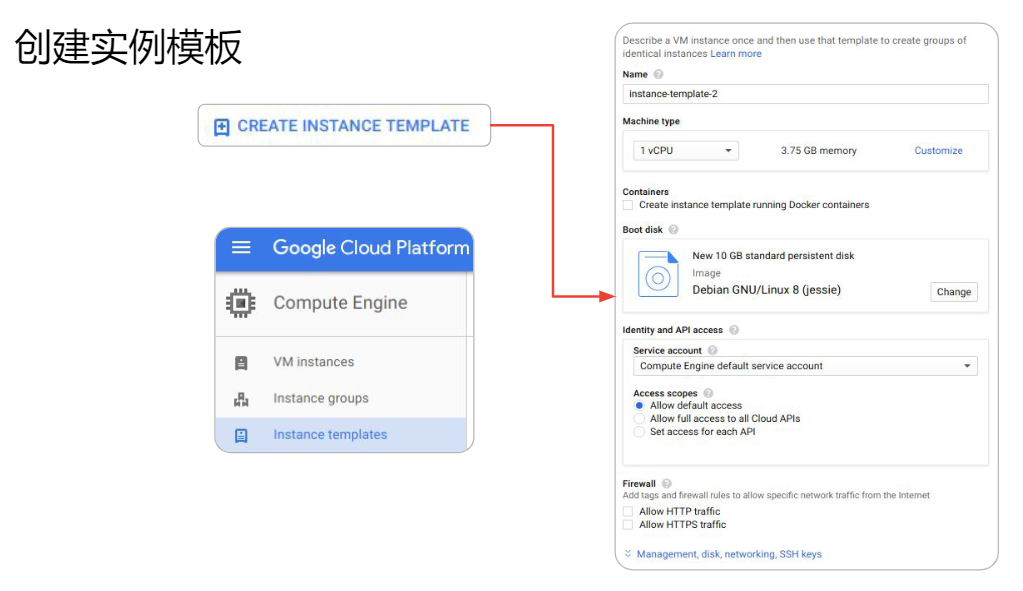 创建实例模板
CREATE INSTANCE TEMPLATE
Google Cloud Platform
Compute Engine
VM instances
Instance groups
Instance templates
Describe a VM instance once and then use that template to create groups of
identical instances Learn more
Name
instance-template-2
Machine type
1 vCPU 3.75 GB memory Customize
Containers
Create instance template running Docker containers
Boot disk
New 10 GB standard persistent disk
Image
Debian GNU/Linux 8 (jessie)
Change
Identity and API access
Service account
Compute Engine default service account
Access scopes
Allow default access
Allow full access to all Cloud APIs
Set access for each API
Firewall
Add tags and firewall rules to allow specific network traffic from the Internet
Allow HTTP traffic
Allow HTTPS traffic
Management, disk, networking, SSH keys